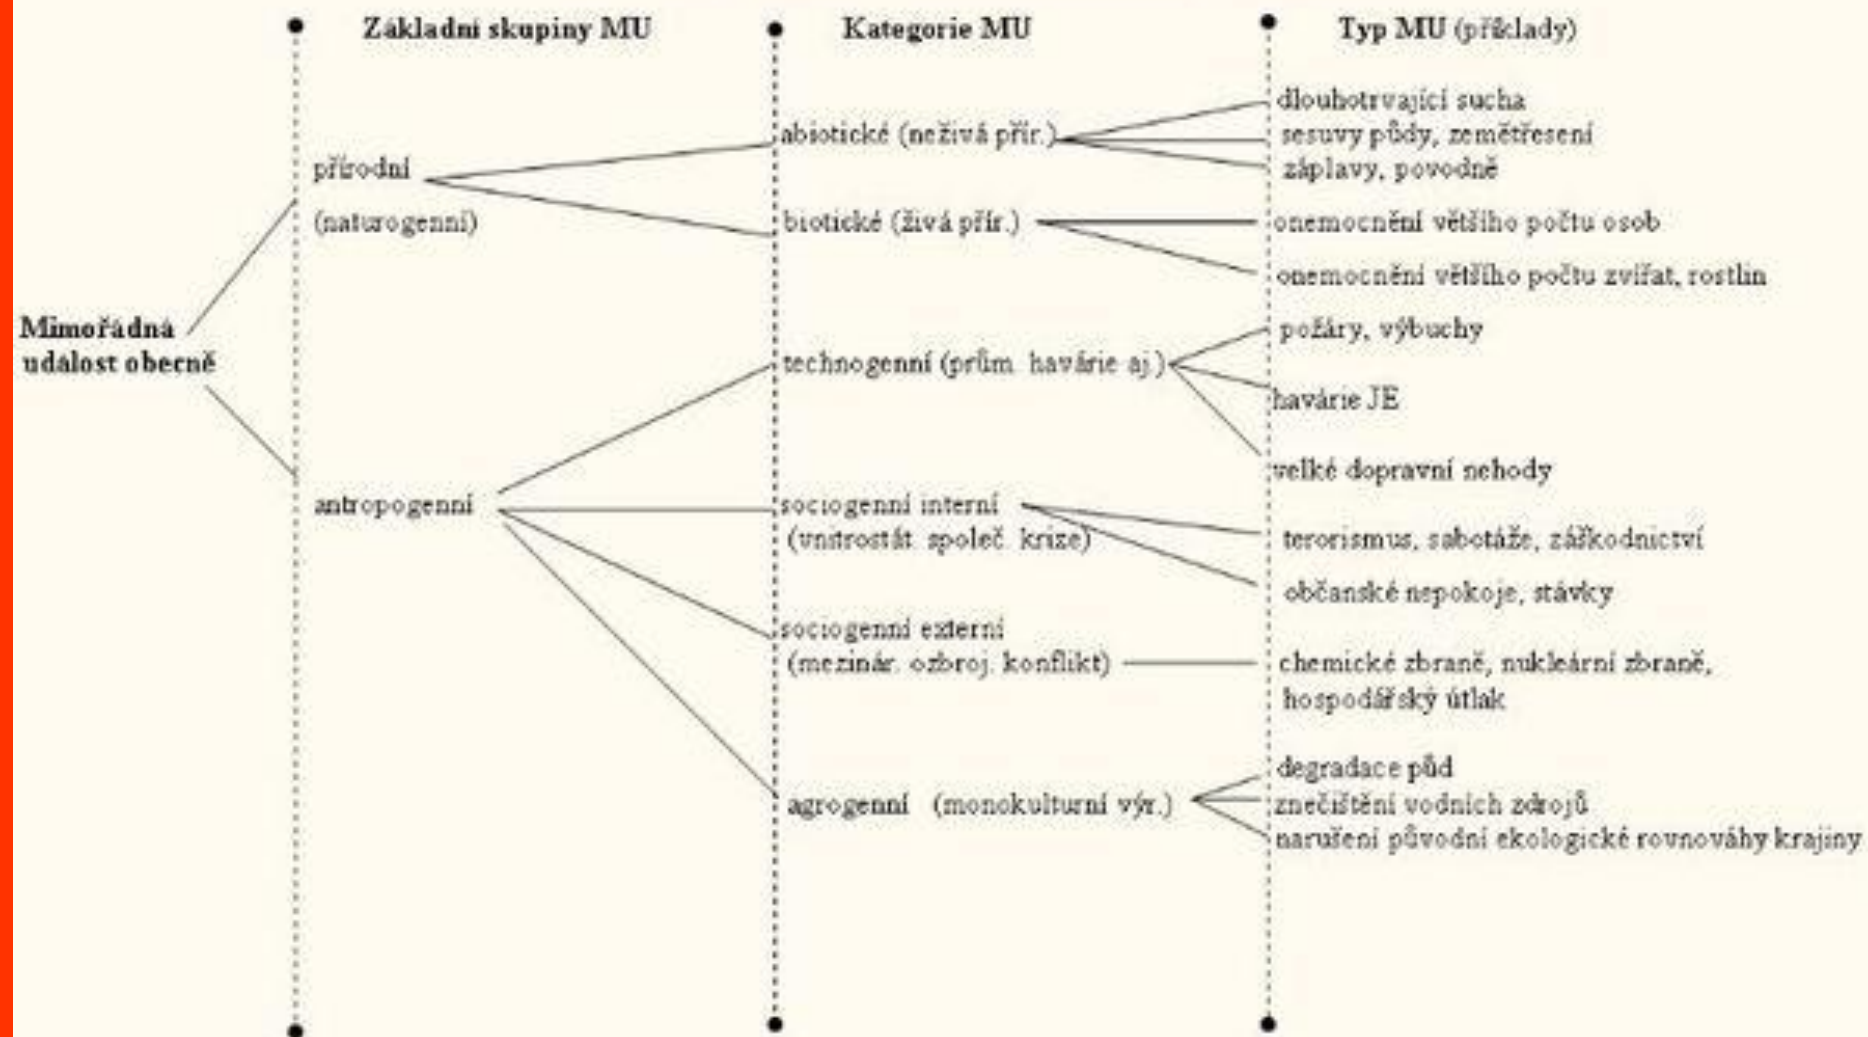 Základní skupiny MU
Kategorie MU
Typ MU (příklady)
Mimořádná
událost obecně
přírodní
(naturogenní)
antropogenní
abiotické (neživá přír.)
biotické (živá přír.)
technogenní (prům. havárie aj.)
sociogenní interní
(vnitrostát. společ. krize)
sociogenní externí
(mezinár. ozbroj. konflikt)
agrogenní (monokulturní výr.)
dlouhotrvající sucha
sesuvy půdy, zemětřesení
záplavy, povodně
onemocnění většího počtu osob
onemocnění většího počtu zvířat, rostlin
požáry, výbuchy
havárie JE
velké dopravní nehody
terorismus, sabotáže, záškodnictví
občanské nepokoje, stávky
chemické zbraně, nukleární zbraně,
hospodářský útlak
degradace půd
znečištění vodních zdrojů
narušení původní ekologické rovnováhy krajiny